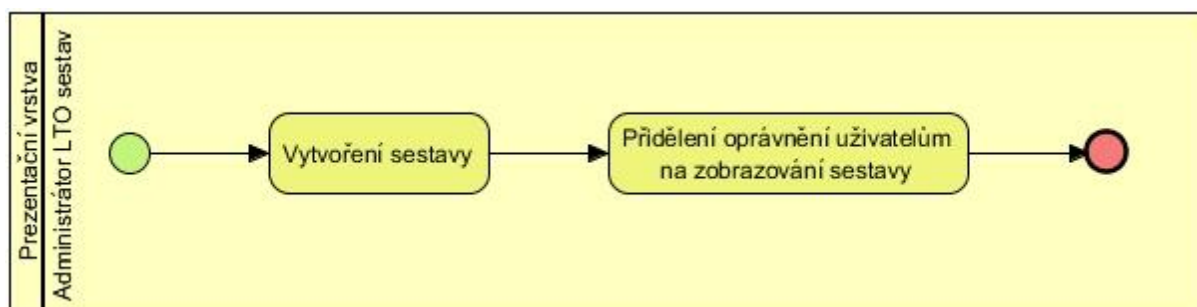 Prezentační vrstva
Administrátor LTO sestav
Vytvoření sestavy
Přidělení oprávnění uživatelům
na zobrazování sestavy